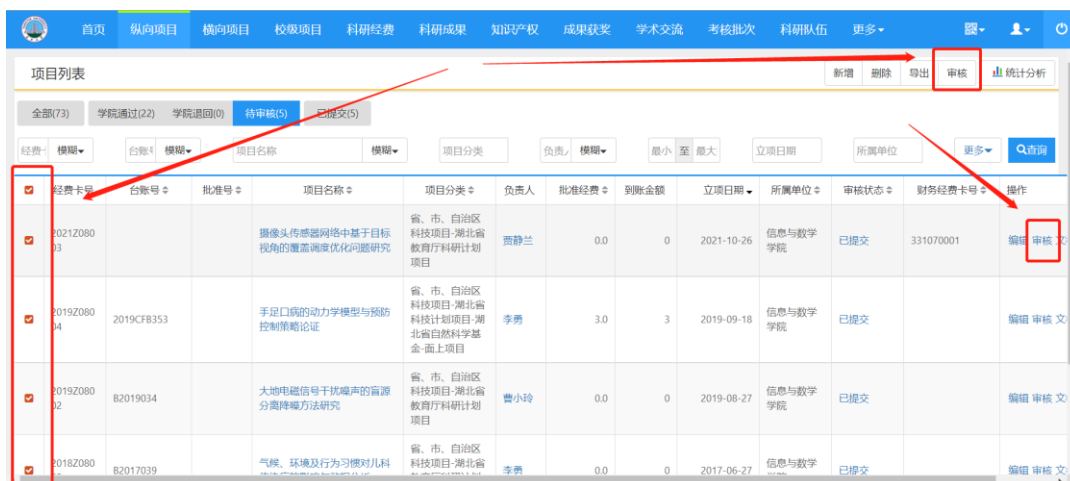 首页 纵向项目 横向项目 校级项目 科研经费 科研成果 知识产权 成果获奖 学术交流 考核批次 科研队伍 更多
项目列表 新增 删除 导出 审核 统计分析
全部(73) 学院通过(22) 学院退回(0) 待审核(5) 已提交(5)
经费 模糊 台账号 模糊 项目名称 模糊 项目分类 负责 模糊 最小 至 最大 立项日期 所属单位 更多 查询
经费卡号 台账号 批准号 项目名称 项目分类 负责人 批准经费 到账金额 立项日期 所属单位 审核状态 财务经费卡号 操作
2021Z080
03
摄像头传感器网络中基于目标
视角的覆盖调度优化问题研究
省、市、自治区
科技项目-湖北省
教育厅科研计划
项目
贾静兰 0.0 0 2021-10-26
信息与数学
学院
已提交 331070001 编辑 审核 文
2019Z080
04
2019CFB353
手足口病的动力学模型与预防
控制策略论证
省、市、自治区
科技项目-湖北省
科技计划项目-湖
北省自然科学基
金-面上项目
李勇 3.0 3 2019-09-18
信息与数学
学院
已提交 编辑 审核 文
2019Z080
02
B2019034
大地电磁信号干扰噪声的盲源
分离降噪方法研究
省、市、自治区
科技项目-湖北省
教育厅科研计划
项目
曹小玲 0.0 0 2019-08-27
信息与数学
学院
已提交 编辑 审核 文
2018Z080
B2017039
气候、环境及行为习惯对儿科
省、市、自治区
科技项目-湖北省
李勇 0.0 0 2017-06-27
信息与数学
已提交 编辑 审核 文